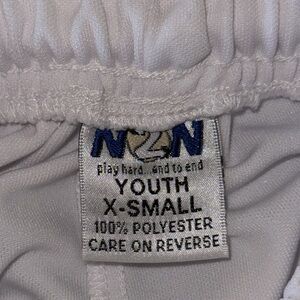 N2N
play hard...end to end
YOUTH
X-SMALL
100% POLYESTER
CARE ON REVERSE